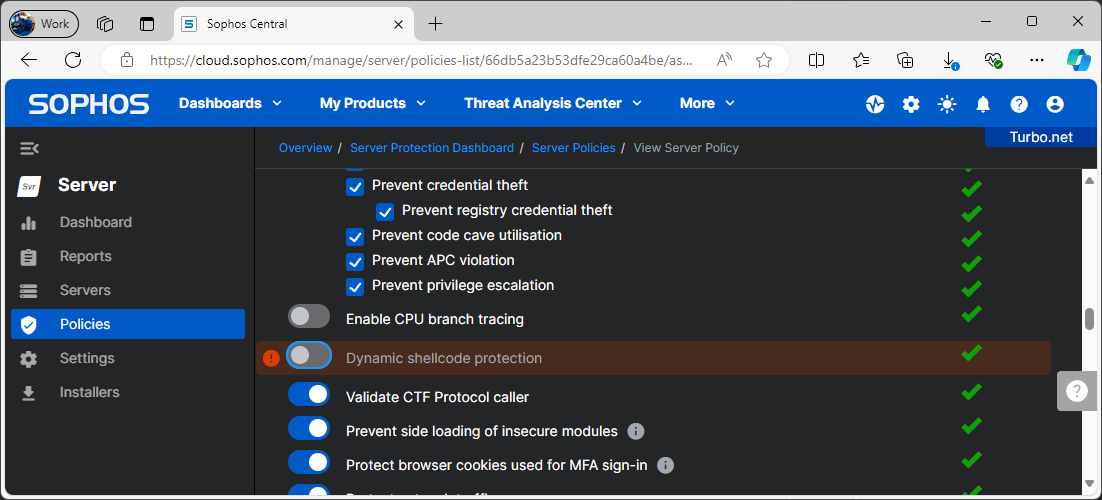 Work
Sophos Central
https://cloud.sophos.com/manage/server/policies-list/66db5a23b53dfe29ca60a4be/as...
SOPHOS Dashboards My Products Threat Analysis Center More
Turbo.net
Overview / Server Protection Dashboard / Server Policies / View Server Policy
Svr Server
Dashboard
Reports
Servers
Policies
Settings
Installers
Prevent credential theft
Prevent registry credential theft
Prevent code cave utilisation
Prevent APC violation
Prevent privilege escalation
Enable CPU branch tracing
Dynamic shellcode protection
Validate CTF Protocol caller
Prevent side loading of insecure modules
Protect browser cookies used for MFA sign-in